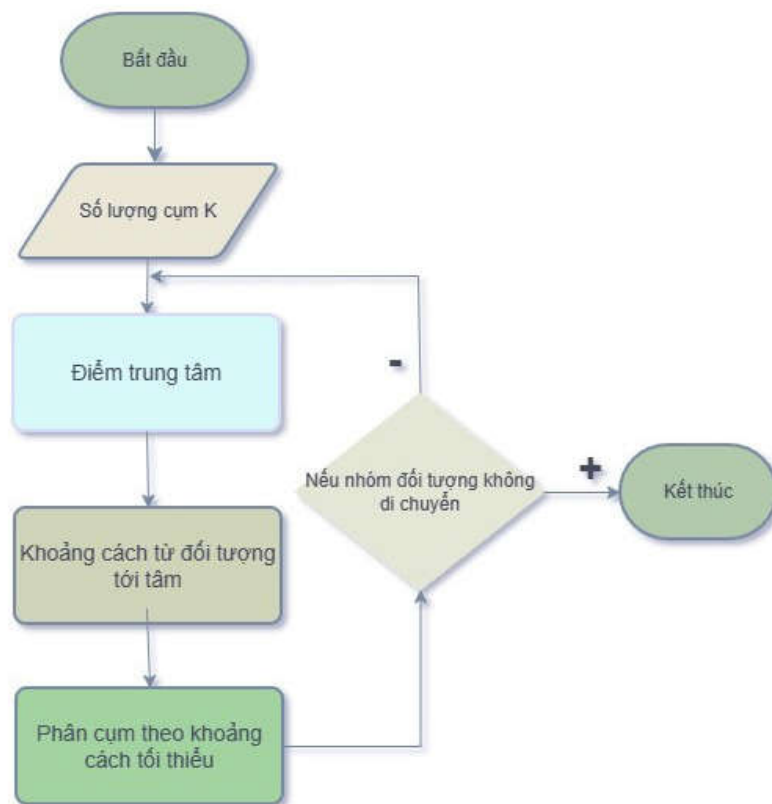 Bắt đầu
Số lượng cụm K
Điểm trung tâm
-
Nếu nhóm đối tượng không
di chuyển
+
Kết thúc
Khoảng cách từ đối tượng
tới tâm
Phân cụm theo khoảng
cách tối thiểu